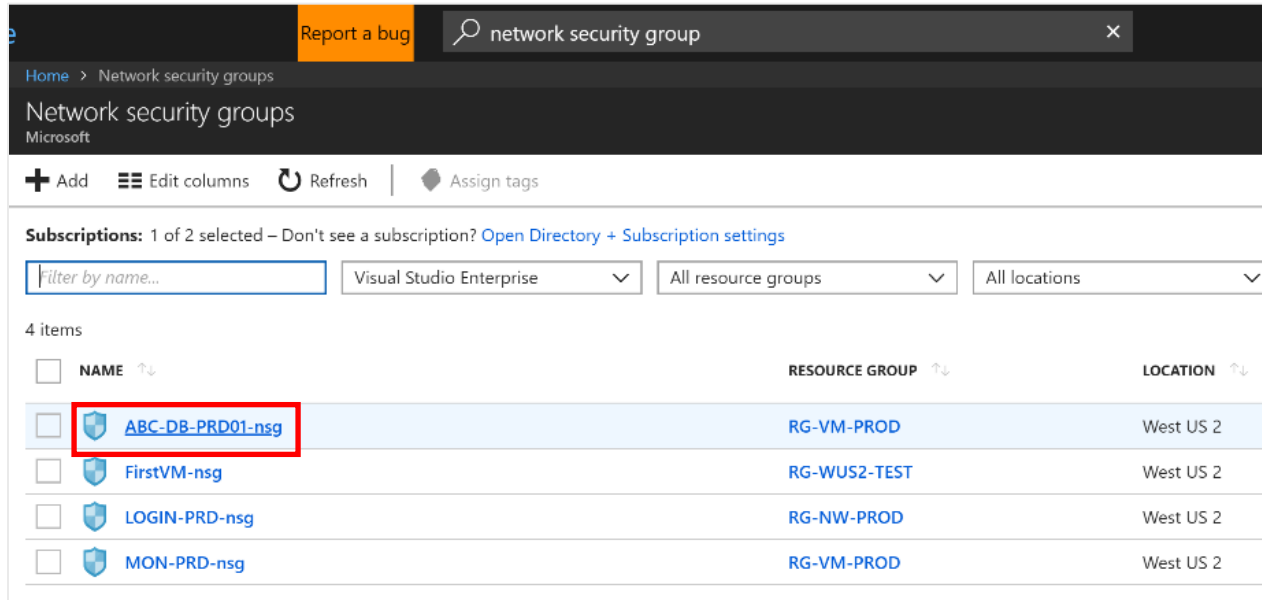 Report a bug network security group
Home > Network security groups
Network security groups
Microsoft
Add Edit columns Refresh Assign tags
Subscriptions: 1 of 2 selected – Don't see a subscription? Open Directory + Subscription settings
Filter by name... Visual Studio Enterprise All resource groups All locations
4 items
NAME RESOURCE GROUP LOCATION
ABC-DB-PRD01-nsg RG-VM-PROD West US 2
FirstVM-nsg RG-WUS2-TEST West US 2
LOGIN-PRD-nsg RG-NW-PROD West US 2
MON-PRD-nsg RG-VM-PROD West US 2